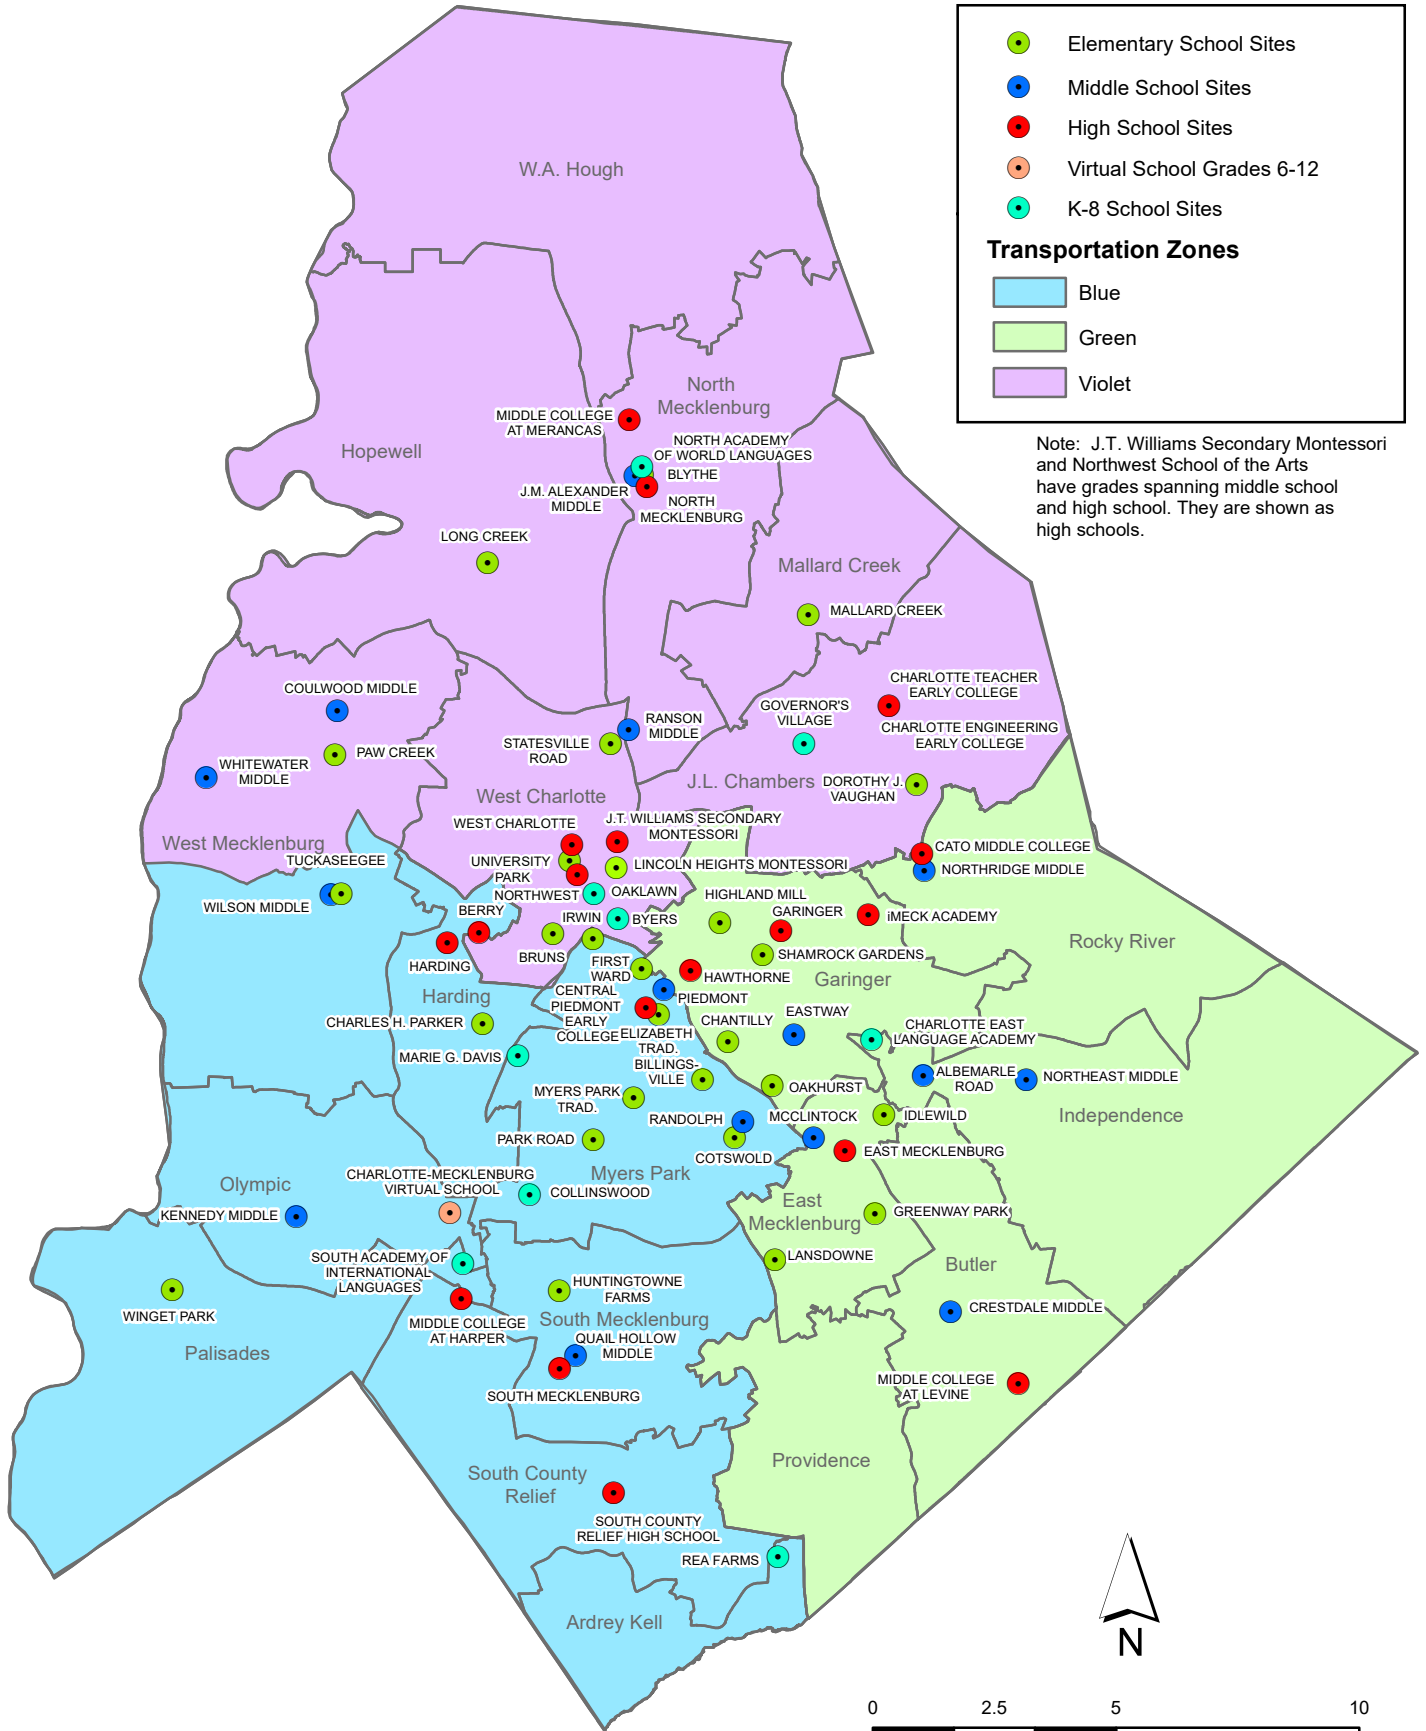 Elementary School Sites
Middle School Sites
High School Sites
Virtual School Grades 6-12
K-8 School Sites
Transportation Zones
Blue
Green
Violet
Note: J.T. Williams Secondary Montessori
and Northwest School of the Arts
have grades spanning middle school
and high school. They are shown as
high schools.
W.A. Hough
North
Mecklenburg
MIDDLE COLLEGE
AT MERANCAS
Hopewell
NORTH ACADEMY
OF WORLD LANGUAGES
BLYTHE
J.M. ALEXANDER
MIDDLE
NORTH
MECKLENBURG
LONG CREEK
Mallard Creek
MALLARD CREEK
COULWOOD MIDDLE
CHARLOTTE TEACHER
EARLY COLLEGE
GOVERNOR'S
VILLAGE
CHARLOTTE ENGINEERING
EARLY COLLEGE
RANSON
MIDDLE
STATESVILLE
ROAD
PAW CREEK
WHITEWATER
MIDDLE
J.L. Chambers
DOROTHY J.
VAUGHAN
West Charlotte
WEST CHARLOTTE
J.T. WILLIAMS SECONDARY
MONTESSORI
West Mecklenburg
TUCKASEEGEE
UNIVERSITY
PARK
LINCOLN HEIGHTS MONTESSORI
CATO MIDDLE COLLEGE
NORTHRIDGE MIDDLE
NORTHWEST
OAKLAWN
WILSON MIDDLE
BERRY
IRWIN
BYERS
HIGHLAND MILL
GARINGER
iMECK ACADEMY
HARDING
BRUNS
SHAMROCK GARDENS
Rocky River
FIRST
WARD
HAWTHORNE
Garinger
Harding
CENTRAL
PIEDMONT
EARLY
COLLEGE
PIEDMONT
CHARLES H. PARKER
ELIZABETH
TRAD.
CHANTILLY
EASTWAY
CHARLOTTE EAST
LANGUAGE ACADEMY
MARIE G. DAVIS
BILLINGS-
VILLE
OAKHURST
ALBEMARLE
ROAD
NORTHEAST MIDDLE
MYERS PARK
TRAD.
RANDOLPH
MCCLINTOCK
IDLEWILD
Independence
PARK ROAD
COTSWOLD
EAST MECKLENBURG
Myers Park
CHARLOTTE-MECKLENBURG
VIRTUAL SCHOOL
COLLINSWOOD
Olympic
KENNEDY MIDDLE
East
Mecklenburg
GREENWAY PARK
SOUTH ACADEMY OF
INTERNATIONAL
LANGUAGES
LANSDOWNE
Butler
HUNTINGTOWNE
FARMS
WINGET PARK
MIDDLE COLLEGE
AT HARPER
South Mecklenburg
CRESTDALE MIDDLE
QUAIL HOLLOW
MIDDLE
Palisades
SOUTH MECKLENBURG
MIDDLE COLLEGE
AT LEVINE
South County
Relief
Providence
SOUTH COUNTY
RELIEF HIGH SCHOOL
REA FARMS
Ardrey Kell
N
0 2.5 5 10